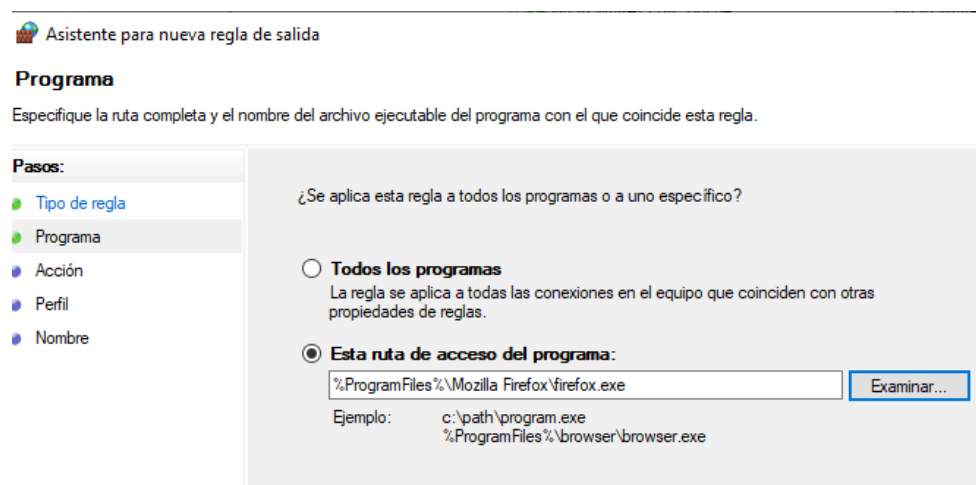 Asistente para nueva regla de salida
Programa
Especifique la ruta completa y el nombre del archivo ejecutable del programa con el que coincide esta regla.
Pasos:
Tipo de regla
Programa
Acción
Perfil
Nombre
¿Se aplica esta regla a todos los programas o a uno específico?
Todos los programas
La regla se aplica a todas las conexiones en el equipo que coinciden con otras
propiedades de reglas.
Esta ruta de acceso del programa:
%ProgramFiles%\Mozilla Firefox\firefox.exe
Examinar...
Ejemplo: c:\path\program.exe
%ProgramFiles%\browser\browser.exe